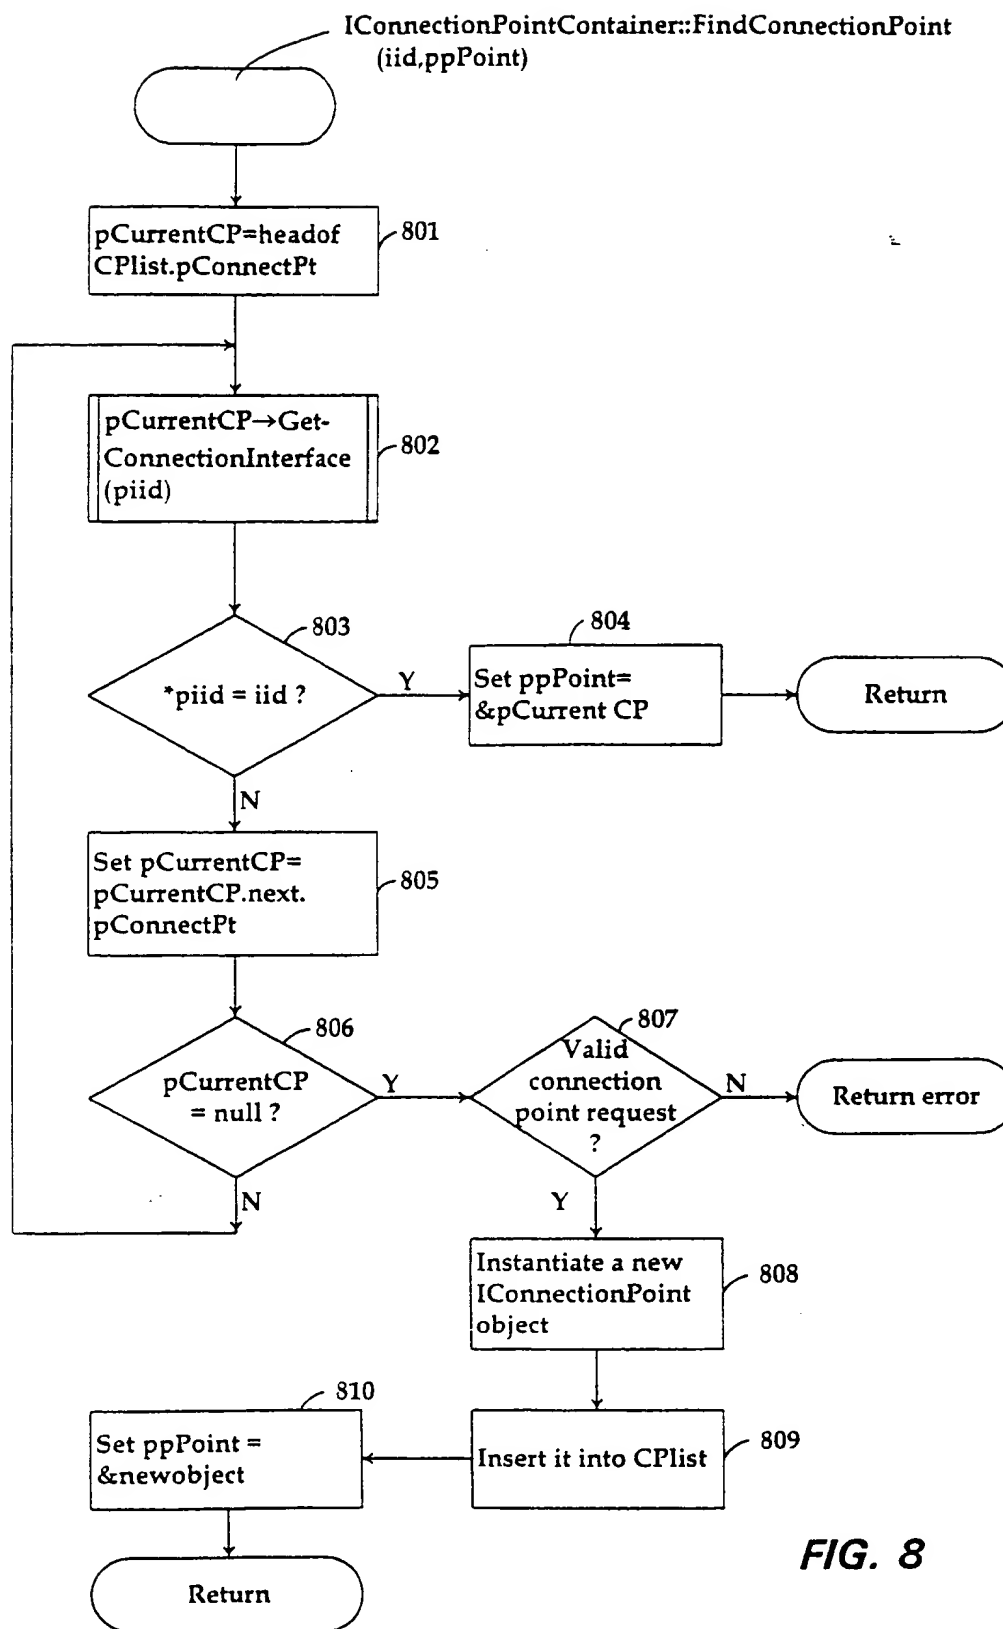 IConnectionPointContainer::FindConnectionPoint
(iid,ppPoint)
pCurrentCP=headof
CPlist.pConnectPt
801
pCurrentCP→Get-
ConnectionInterface
(piid)
802
*piid = iid ?
803
Y
Set ppPoint=
&pCurrent CP
804
Return
N
Set pCurrentCP=
pCurrentCP.next.
pConnectPt
805
pCurrentCP
= null ?
806
Y
Valid
connection
point request
?
807
N
Return error
N
Y
Instantiate a new
IConnectionPoint
object
808
Insert it into CPlist
809
Set ppPoint =
&newobject
810
Return
FIG. 8